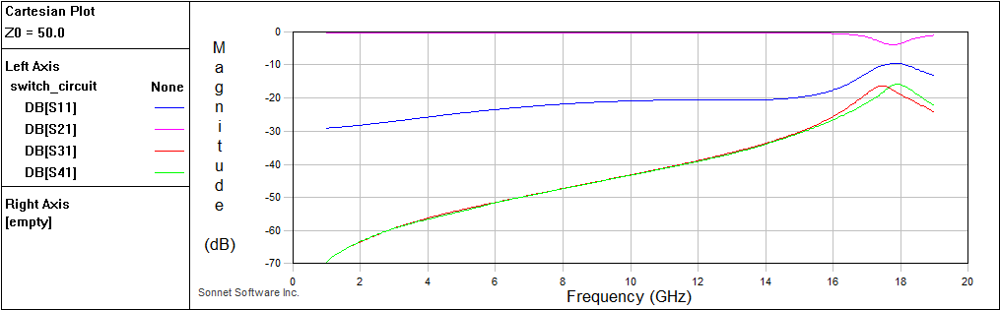 Cartesian Plot
Z0 = 50.0
Left Axis
switch_circuit None
DB[S11]
DB[S21]
DB[S31]
DB[S41]
Right Axis
[empty]
Magnitude
(dB)
0
-10
-20
-30
-40
-50
-60
-70
0 2 4 6 8 10 12 14 16 18 20
Sonnet Software Inc.
Frequency (GHz)